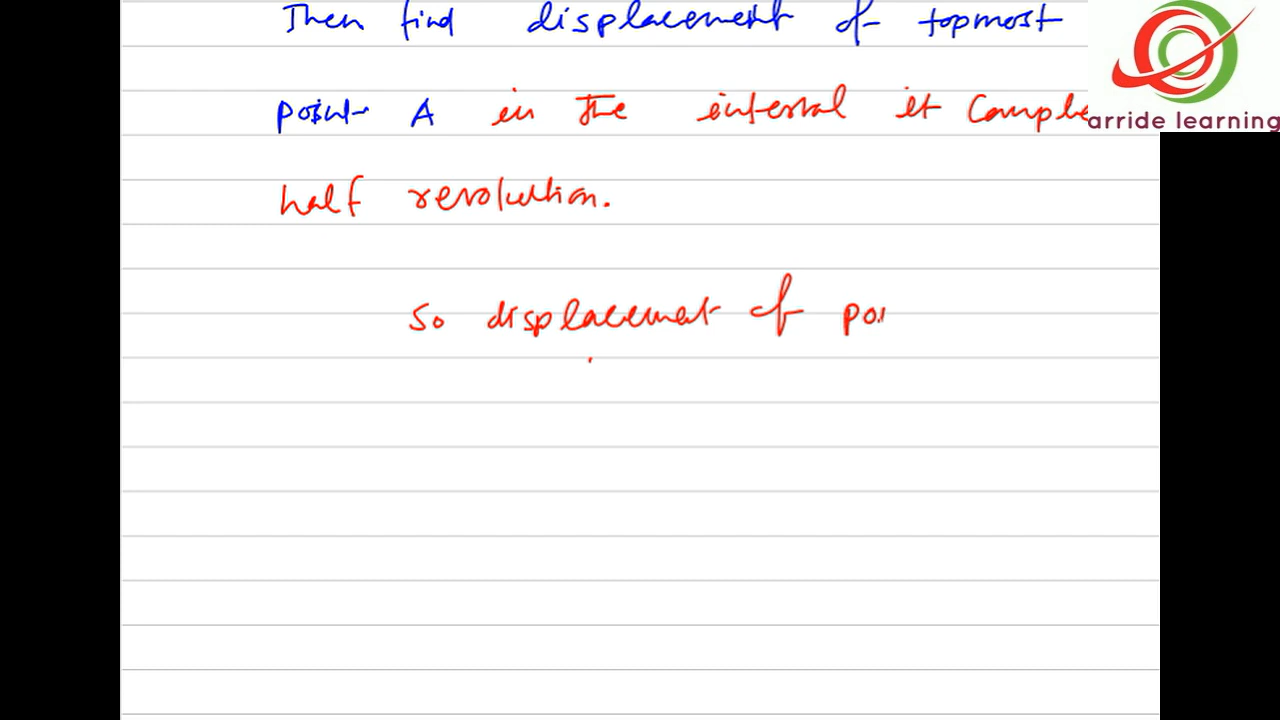 Then find displacement of topmost
point A in the interval it Comple
half revolution.
So displacement of poi
arride learning